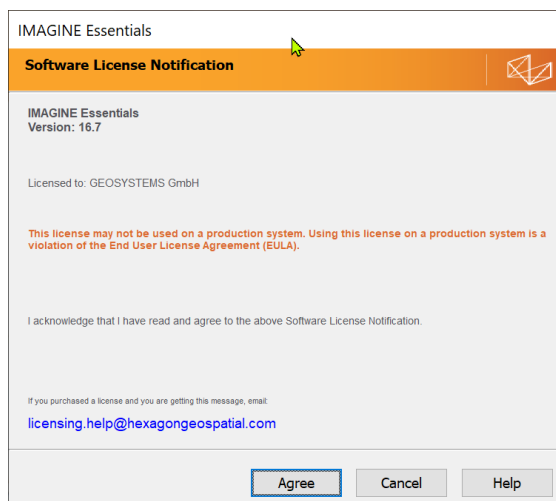 IMAGINE Essentials
Software License Notification
IMAGINE Essentials
Version: 16.7
Licensed to: GEOSYSTEMS GmbH
This license may not be used on a production system. Using this license on a production system is a
violation of the End User License Agreement (EULA).
I acknowledge that I have read and agree to the above Software License Notification.
If you purchased a license and you are getting this message, email:
licensing.help@hexagongeospatial.com
Agree Cancel Help